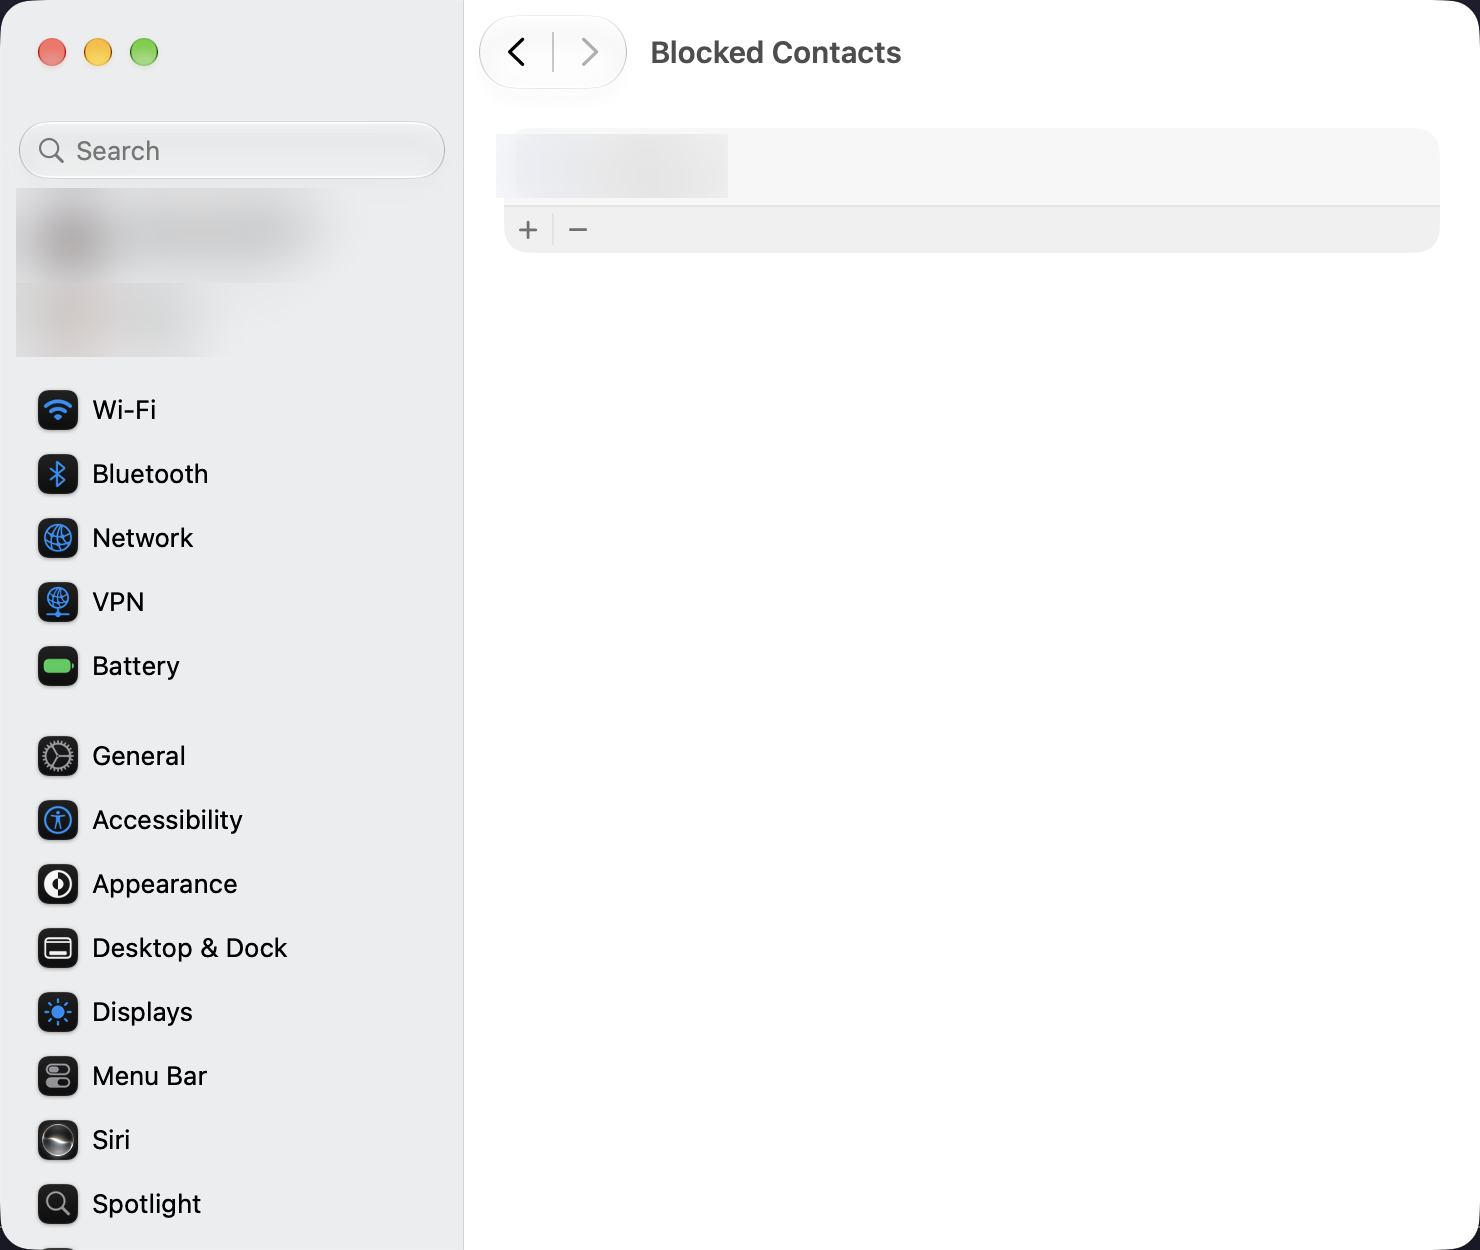 Blocked Contacts
Search
Wi-Fi
Bluetooth
Network
VPN
Battery
General
Accessibility
Appearance
Desktop & Dock
Displays
Menu Bar
Siri
Spotlight